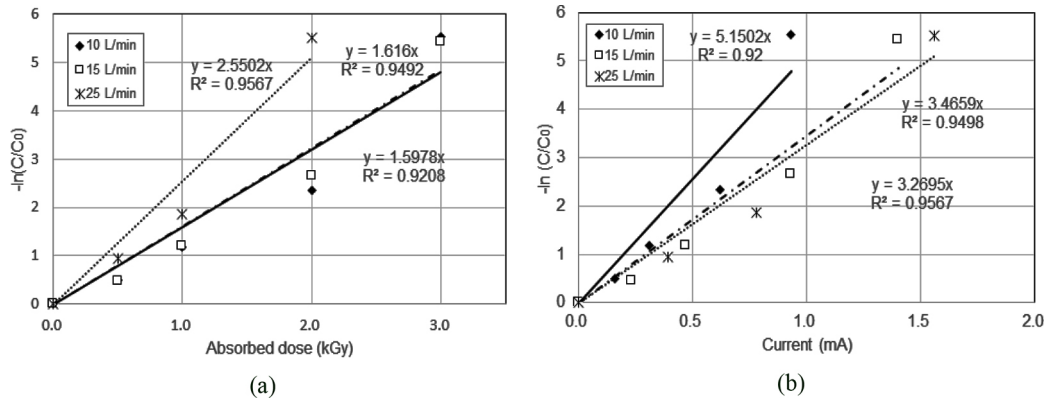 (a)
6
5
4
3
2
1
0
-ln(C/C0)
10 L/min
15 L/min
25 L/min
y = 2.5502x
R² = 0.9567
y = 1.616x
R² = 0.9492
y = 1.5978x
R² = 0.9208
0.0 1.0 2.0 3.0
Absorbed dose (kGy)
(a)
(b)
6
5
4
3
2
1
0
-ln (C/C0)
10 L/min
15 L/min
25 L/min
y = 5.1502x
R² = 0.92
y = 3.4659x
R² = 0.9498
y = 3.2695x
R² = 0.9567
0.0 0.5 1.0 1.5 2.0
Current (mA)
(b)